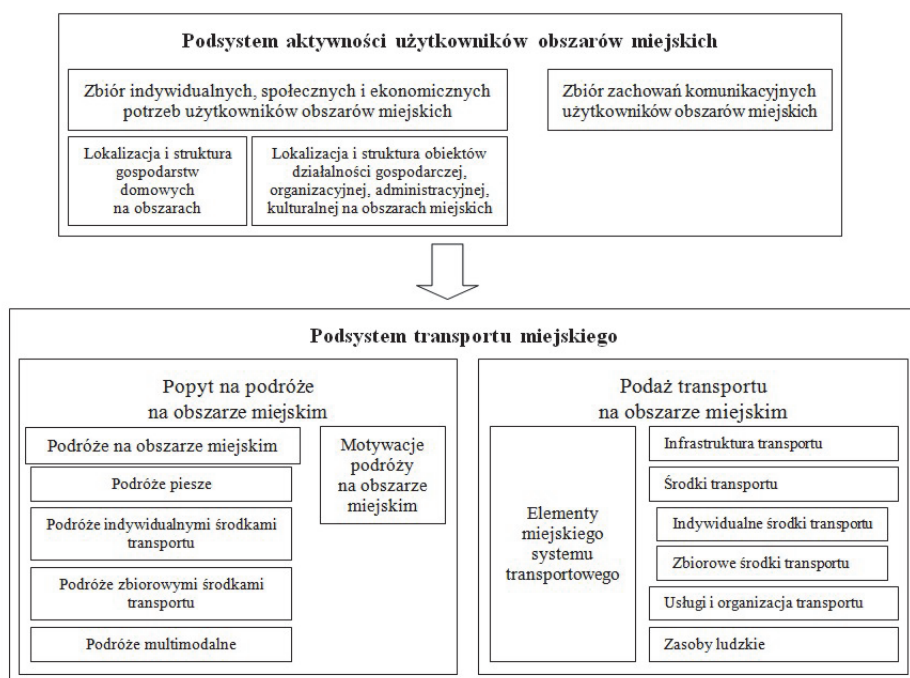 Podsystem aktywności użytkowników obszarów miejskich
Zbiór indywidualnych, społecznych i ekonomicznych
potrzeb użytkowników obszarów miejskich
Zbiór zachowań komunikacyjnych
użytkowników obszarów miejskich
Lokalizacja i struktura
gospodarstw
domowych
na obszarach
Lokalizacja i struktura obiektów
działalności gospodarczej,
organizacyjnej, administracyjnej,
kulturalnej na obszarach miejskich
Podsystem transportu miejskiego
Popyt na podróże
na obszarze miejskim
Podróże na obszarze miejskim
Podróże piesze
Podróże indywidualnymi środkami
transportu
Podróże zbiorowymi środkami
transportu
Podróże multimodalne
Motywacje
podróży
na obszarze
miejskim
Podaż transportu
na obszarze miejskim
Elementy
miejskiego
systemu
transportowego
Infrastruktura transportu
Środki transportu
Indywidualne środki transportu
Zbiorowe środki transportu
Usługi i organizacja transportu
Zasoby ludzkie